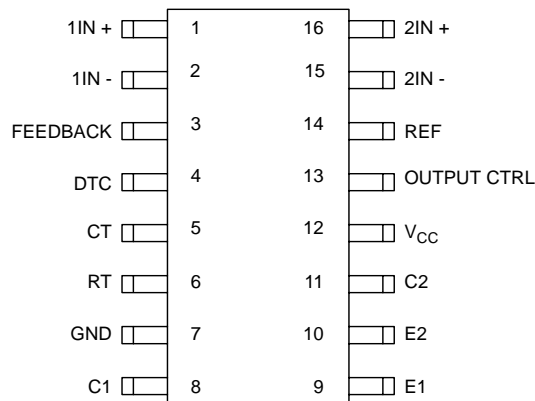 1IN + 1 16 2IN +
1IN - 2 15 2IN -
FEEDBACK 3 14 REF
DTC 4 13 OUTPUT CTRL
CT 5 12 VCC
RT 6 11 C2
GND 7 10 E2
C1 8 9 E1